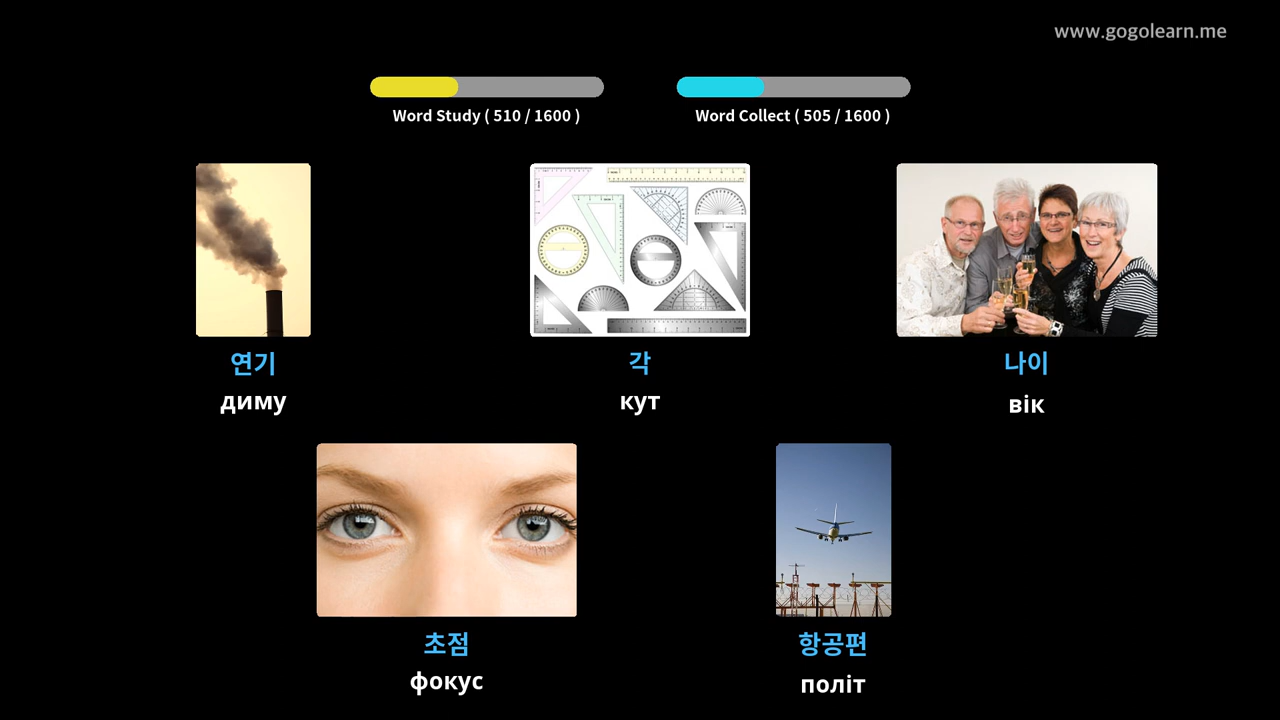 www.gogolearn.me
Word Study ( 510 / 1600 )
Word Collect ( 505 / 1600 )
연기
각
나이
диму
кут
вік
초점
항공편
фокус
політ